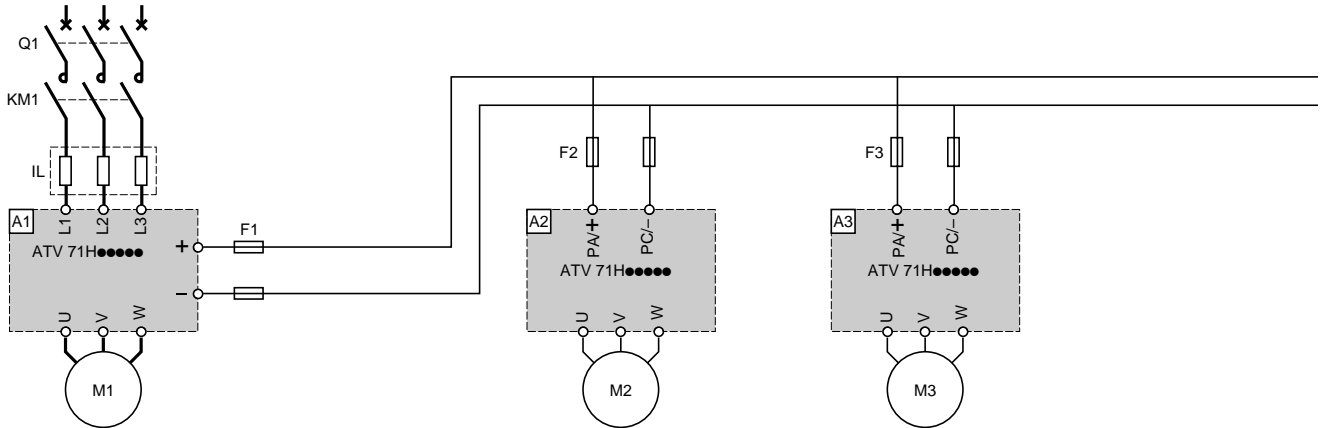 Q1
KM1
IL
A1
L1 L2 L3
ATV 71H●●●●●
+
–
F1
U V W
M1
F2
A2
PA/+ PC/–
ATV 71H●●●●●
U V W
M2
F3
A3
PA/+ PC/–
ATV 71H●●●●●
U V W
M3